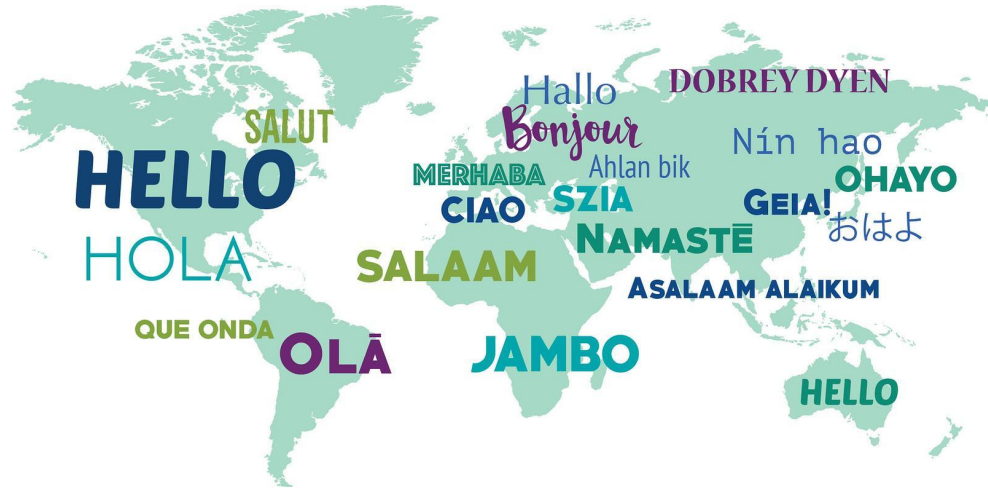 Hallo
DOBREY DYEN
SALUT
Bonjour
Nín hao
HELLO
MERHABA
Ahlan bik
OHAYO
CIAO
SZIA
GEIA!
おはよ
HOLA
NAMASTĒ
SALAAM
ASALAAM ALAIKUM
QUE ONDA
OLĀ
JAMBO
HELLO